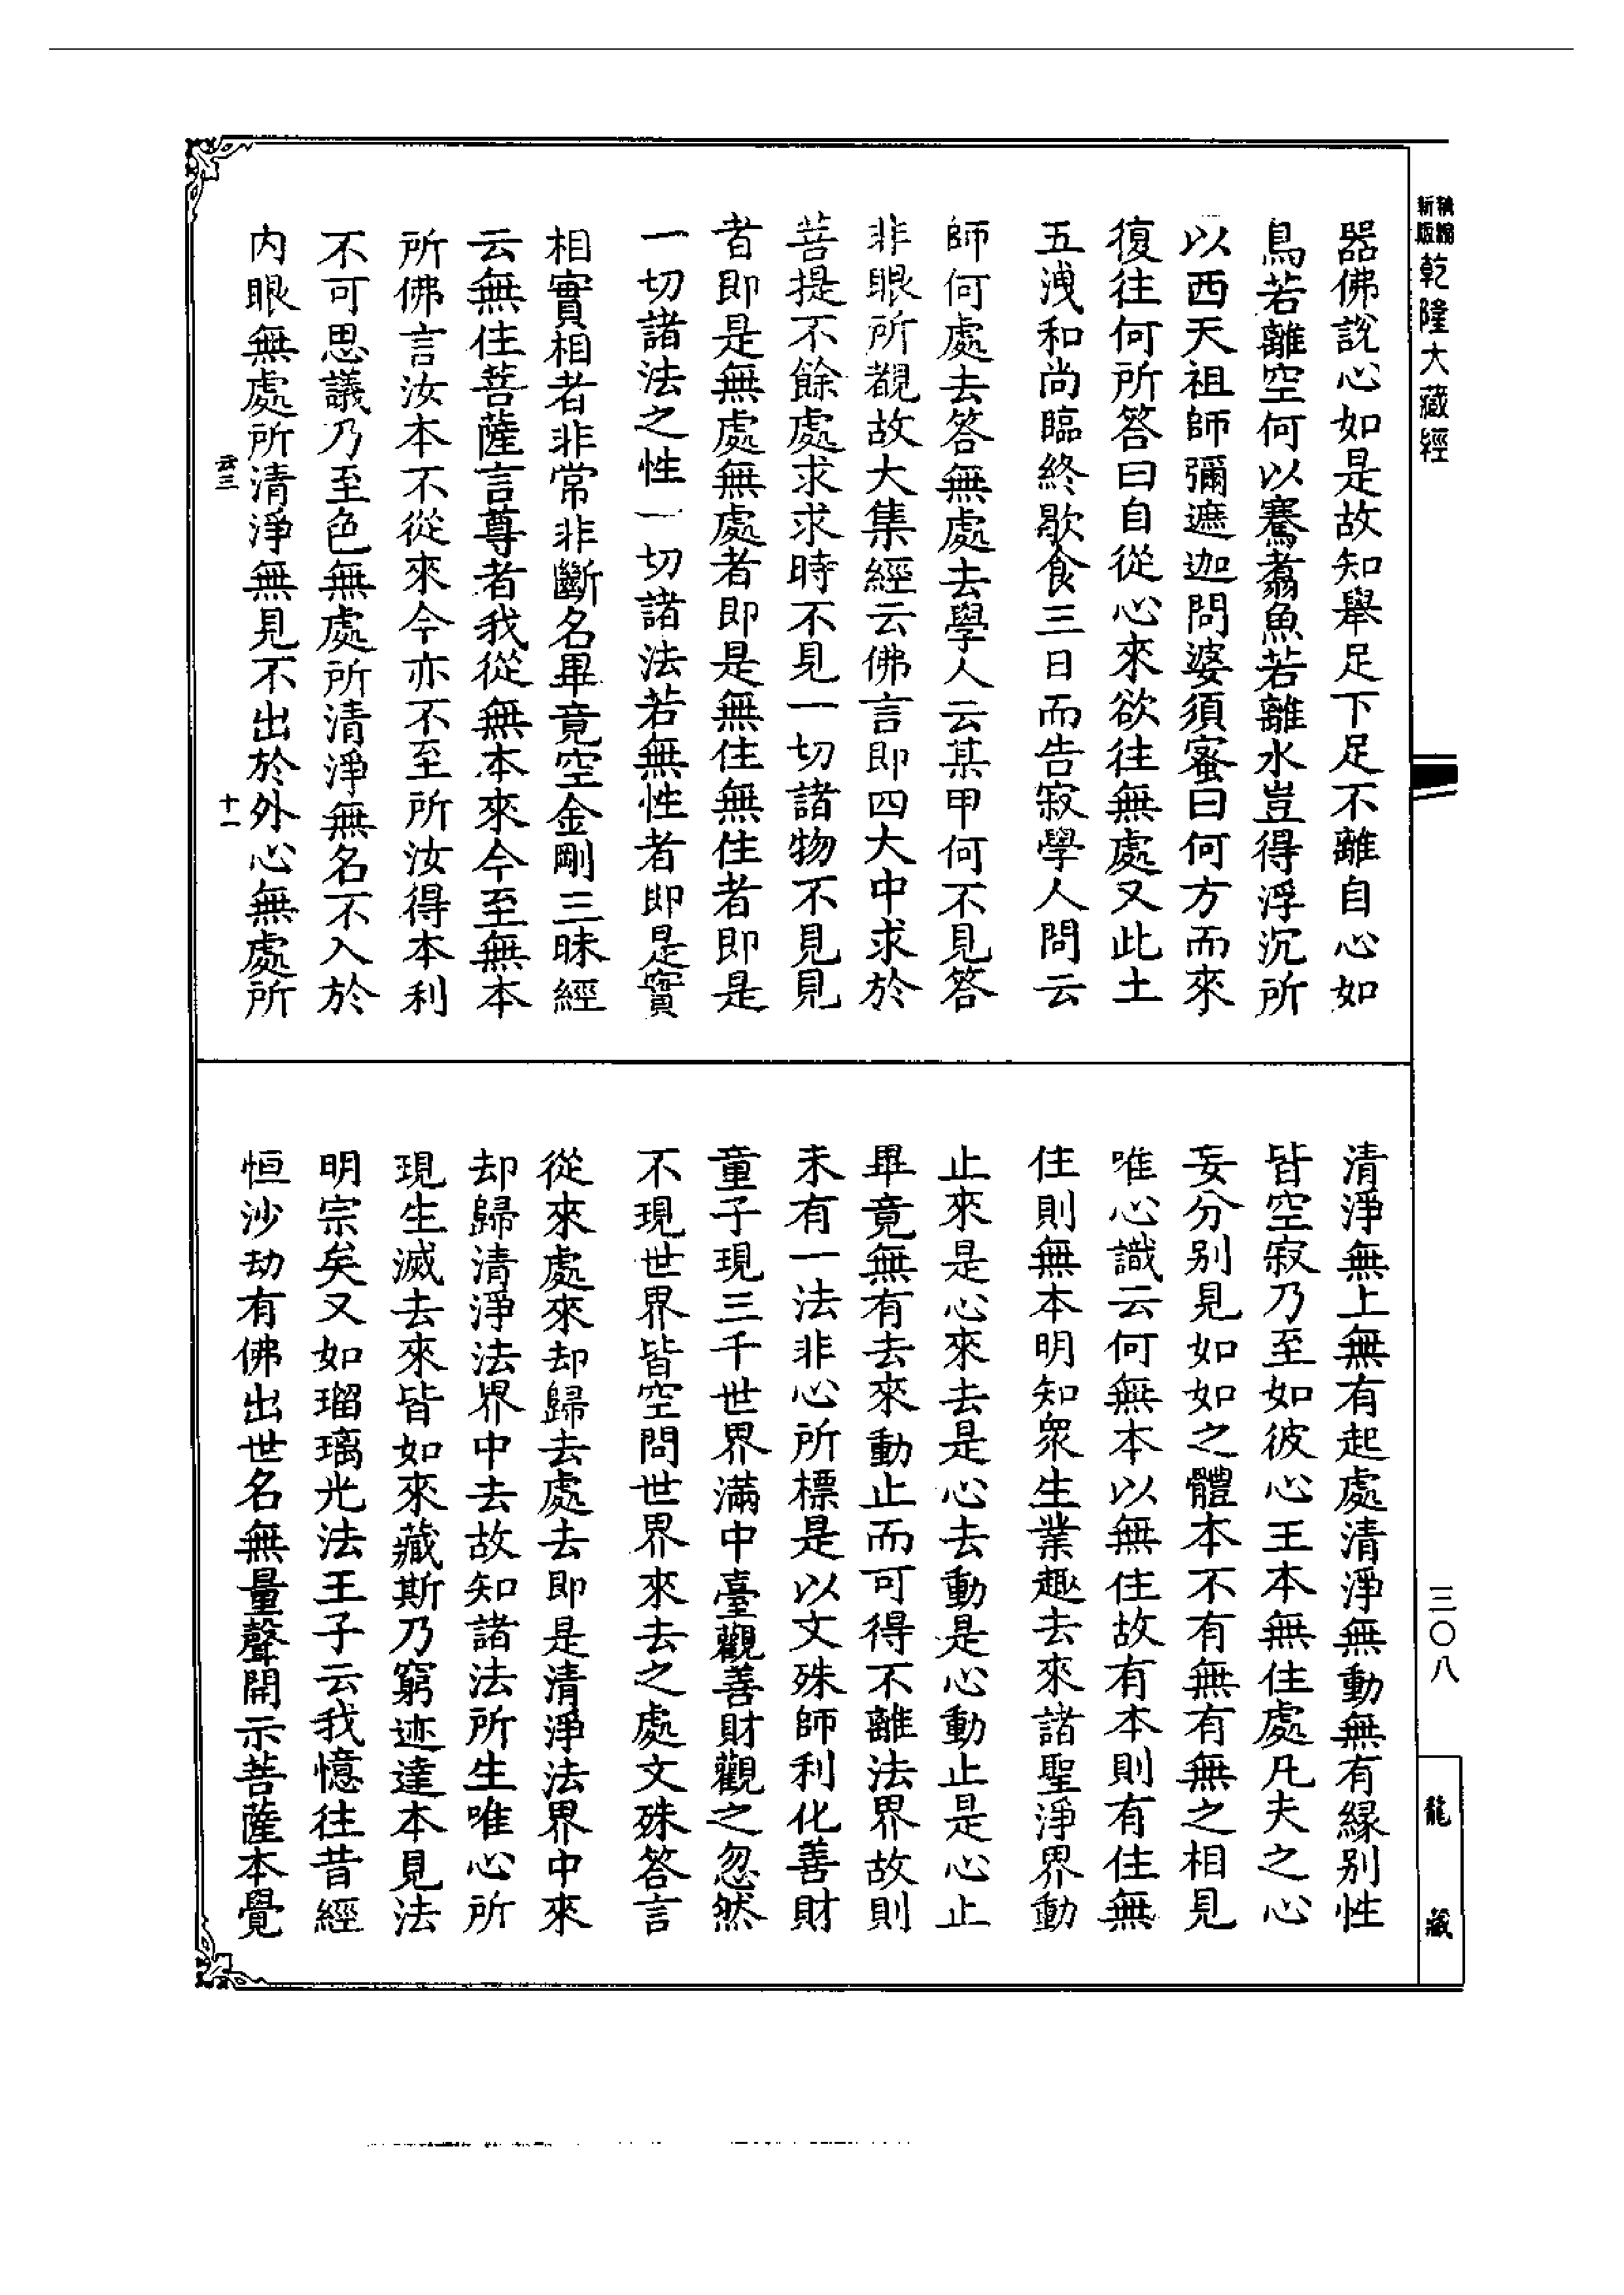 乾隆大藏經
器佛說心如是故知舉足下足不離自心如
鳥若離空何以騫翥魚若離水豈得浮沉所
以西天祖師彌遮迦問婆須蜜曰何方而來
復往何所答曰自從心來欲往無處又此土
五洩和尚臨終歇食三日而告寂學人問云
師何處去答無處去學人云某甲何不見答
非眼所覩故大集經云佛言即四大中求於
菩提不餘處求求時不見一切諸物不見見
者即是無處無處者即是無住無住者即是
一切諸法之性一切諸法若無性者即是實
相實相者非常非斷名畢竟空金剛三昧經
云無住菩薩言尊者我從無本來今至無本
所佛言汝本不從來今亦不至所汝得本利
不可思議乃至色無處所清淨無名不入於
內眼無處所清淨無見不出於外心無處所
云三 十一
清淨無上無有起處清淨無動無有緣別性
皆空寂乃至如彼心王本無住處凡夫之心
妄分別見如如之體本不有無有無之相見
唯心識云何無本以無住故有本則有住無
住則無本明知眾生業趣去來諸聖淨界動
止來是心來去是心去動是心動止是心止
畢竟無有去來動止而可得不離法界故則
未有一法非心所標是以文殊師利化善財
童子現三千世界滿中臺觀善財觀之忽然
不現世界皆空問世界來去之處文殊答言
從來處來却歸去處去即是清淨法界中來
却歸清淨法界中去故知諸法所生唯心所
現生滅去來皆如來藏斯乃窮迹達本見法
明宗矣又如瑠璃光法王子云我憶往昔經
恒沙劫有佛出世名無量聲開示菩薩本覺
三〇八
龍藏